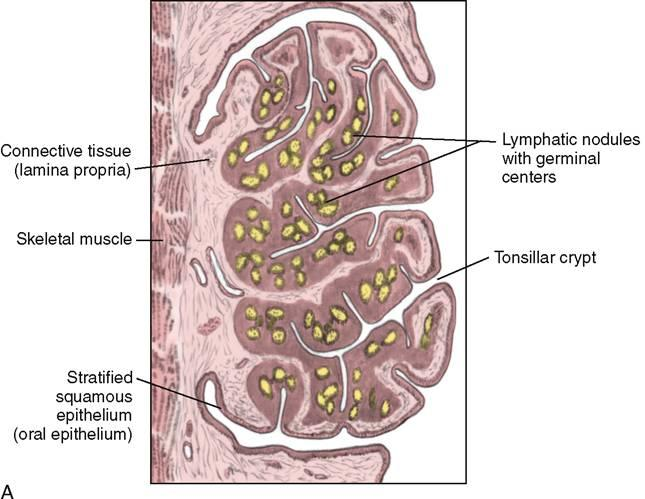 Connective tissue
(lamina propria)
Skeletal muscle
Stratified
squamous
epithelium
(oral epithelium)
Lymphatic nodules
with germinal
centers
Tonsillar crypt
A